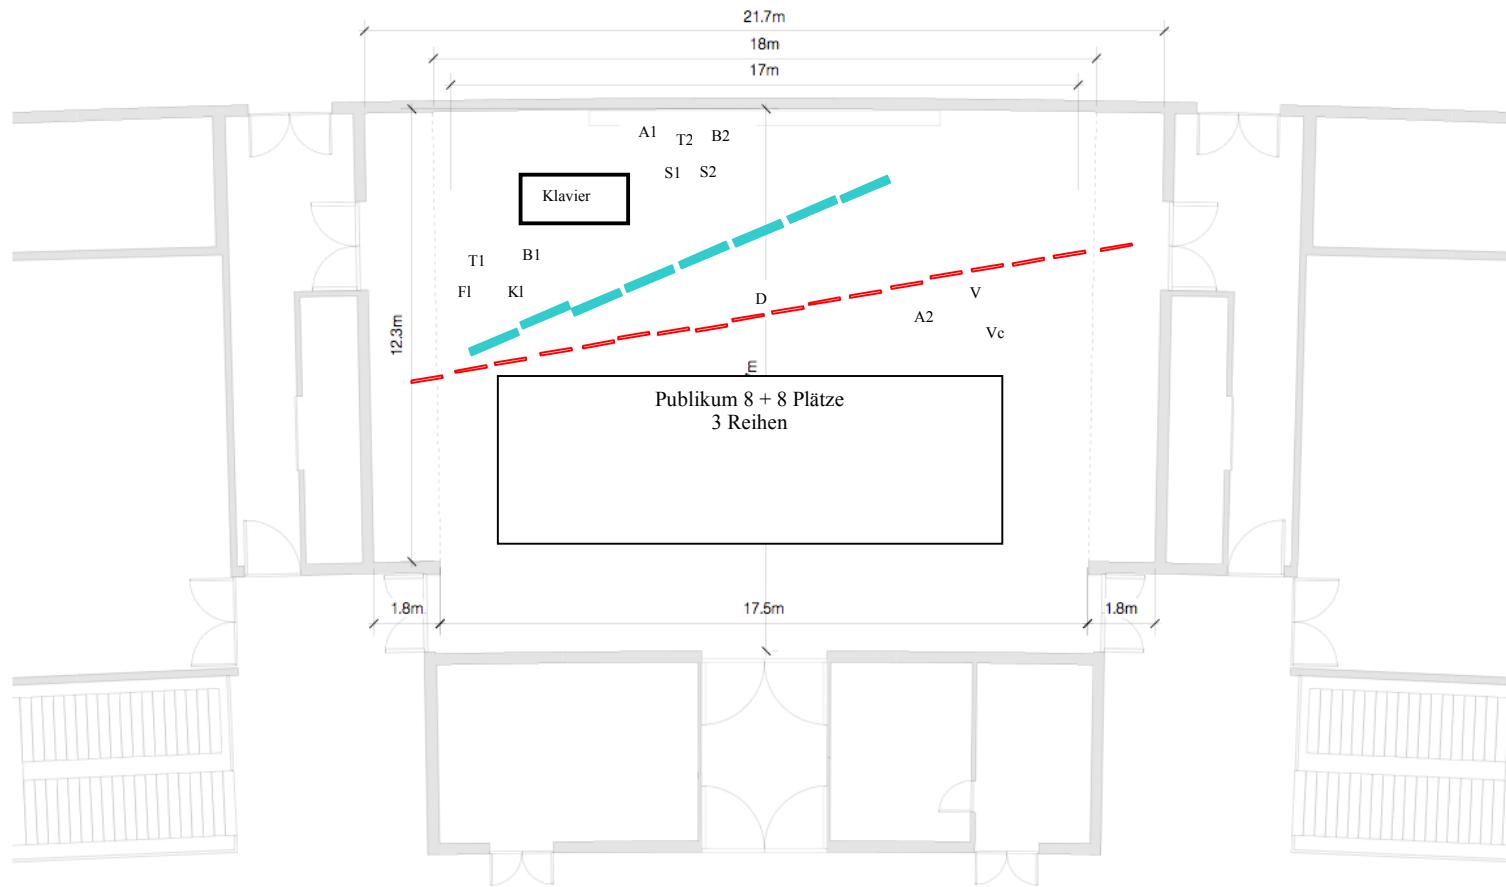 21.7m
18m
17m
A1
T2
B2
S1
S2
Klavier
T1
B1
Fl
Kl
D
V
A2
Vc
12.3m
m
Publikum 8 + 8 Plätze
3 Reihen
1.8m
17.5m
1.8m